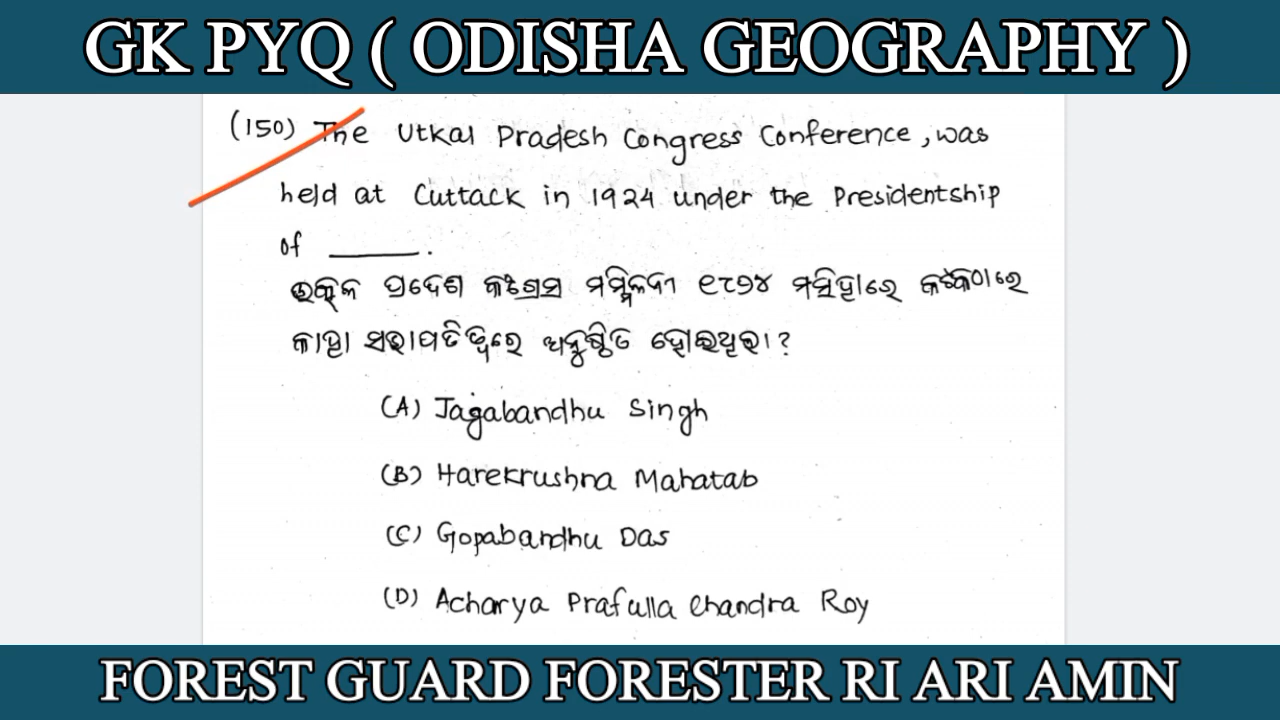 GK PYQ ( ODISHA GEOGRAPHY )
(150) The Utkal Pradesh Congress Conference, was
held at Cuttack in 1924 under the Presidentship
of ______.
ଉତ୍କଳ ପ୍ରଦେଶ କଂଗ୍ରେସ ସମ୍ମିଳନୀ ୧୯୨୪ ମସିହାରେ କଟକଠାରେ
କାହା ସଭାପତିତ୍ୱରେ ଅନୁଷ୍ଠିତ ହୋଇଥିଲା?
(A) Jagabandhu Singh
(B) Harekrushna Mahatab
(C) Gopabandhu Das
(D) Acharya Prafulla Chandra Roy
FOREST GUARD FORESTER RI ARI AMIN